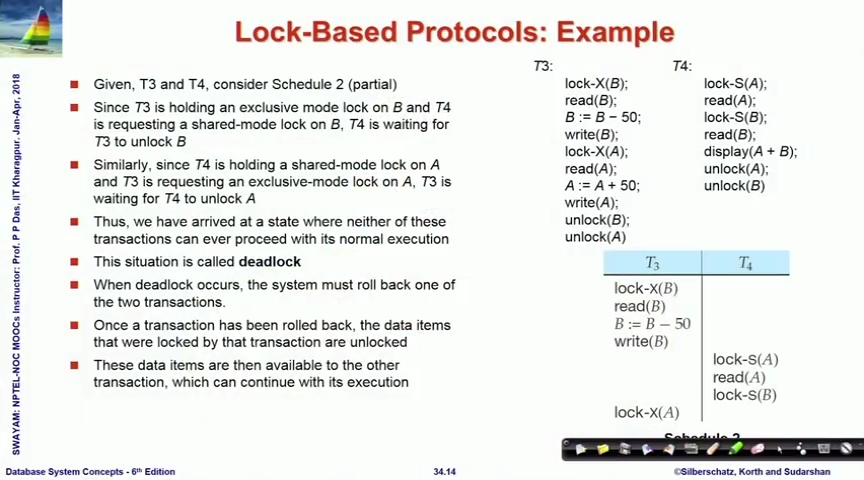 Lock-Based Protocols: Example
Given, T3 and T4, consider Schedule 2 (partial)
Since T3 is holding an exclusive mode lock on B and T4
is requesting a shared-mode lock on B, T4 is waiting for
T3 to unlock B
Similarly, since T4 is holding a shared-mode lock on A
and T3 is requesting an exclusive-mode lock on A, T3 is
waiting for T4 to unlock A
Thus, we have arrived at a state where neither of these
transactions can ever proceed with its normal execution
This situation is called deadlock
When deadlock occurs, the system must roll back one of
the two transactions.
Once a transaction has been rolled back, the data items
that were locked by that transaction are unlocked
These data items are then available to the other
transaction, which can continue with its execution
T3:
lock-X(B);
read(B);
B := B − 50;
write(B);
lock-X(A);
read(A);
A := A + 50;
write(A);
unlock(B);
unlock(A)
T4:
lock-S(A);
read(A);
lock-S(B);
read(B);
display(A + B);
unlock(A);
unlock(B)
T3 T4
lock-X(B)
read(B)
B := B − 50
write(B)
lock-S(A)
read(A)
lock-S(B)
lock-X(A)
Schedule 2
SWAYAM: NPTEL-NOC MOOCs Instructor: Prof. P P Das, IIT Kharagpur. Jan-Apr, 2018
Database System Concepts - 6th Edition
34.14
©Silberschatz, Korth and Sudarshan